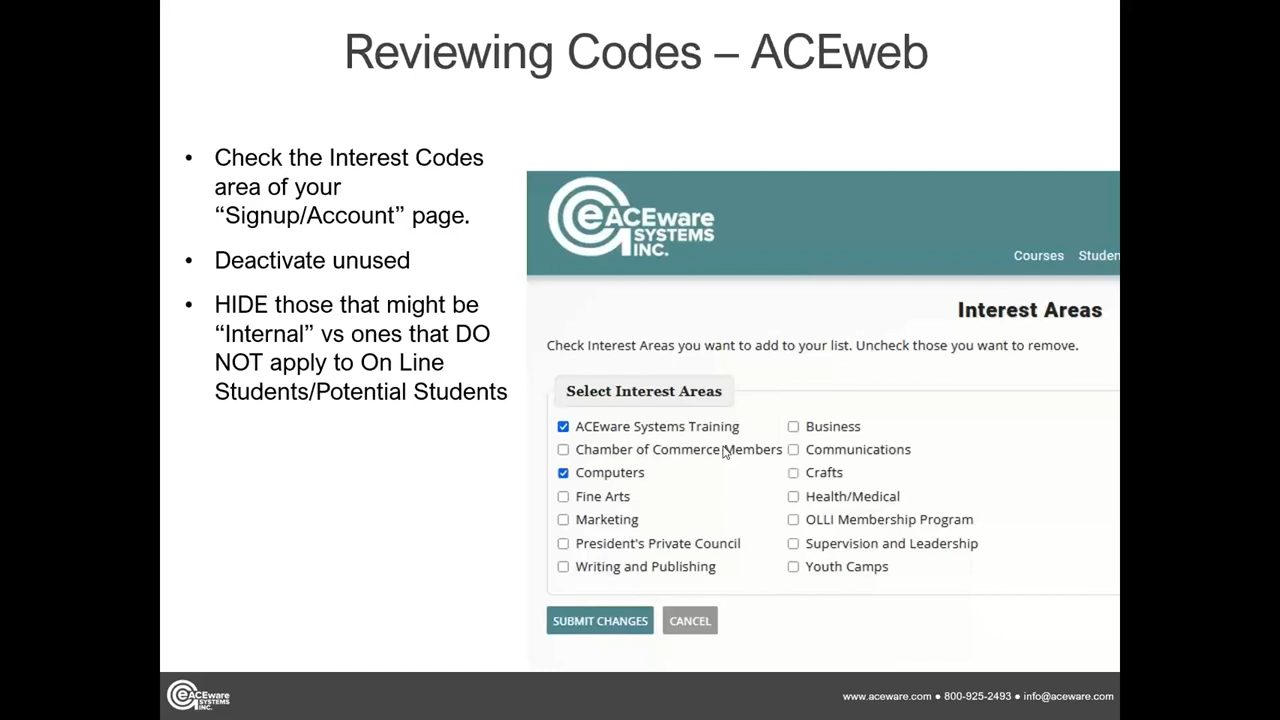 Reviewing Codes – ACEweb
• Check the Interest Codes
area of your
“Signup/Account” page.
• Deactivate unused
• HIDE those that might be
“Internal” vs ones that DO
NOT apply to On Line
Students/Potential Students
eACEware
SYSTEMS
INC.
Courses Studen
Interest Areas
Check Interest Areas you want to add to your list. Uncheck those you want to remove.
Select Interest Areas
ACEware Systems Training Business
Chamber of Commerce Members Communications
Computers Crafts
Fine Arts Health/Medical
Marketing OLLI Membership Program
President's Private Council Supervision and Leadership
Writing and Publishing Youth Camps
SUBMIT CHANGES CANCEL
eACEware
SYSTEMS
INC.
www.aceware.com ● 800-925-2493 ● info@aceware.com